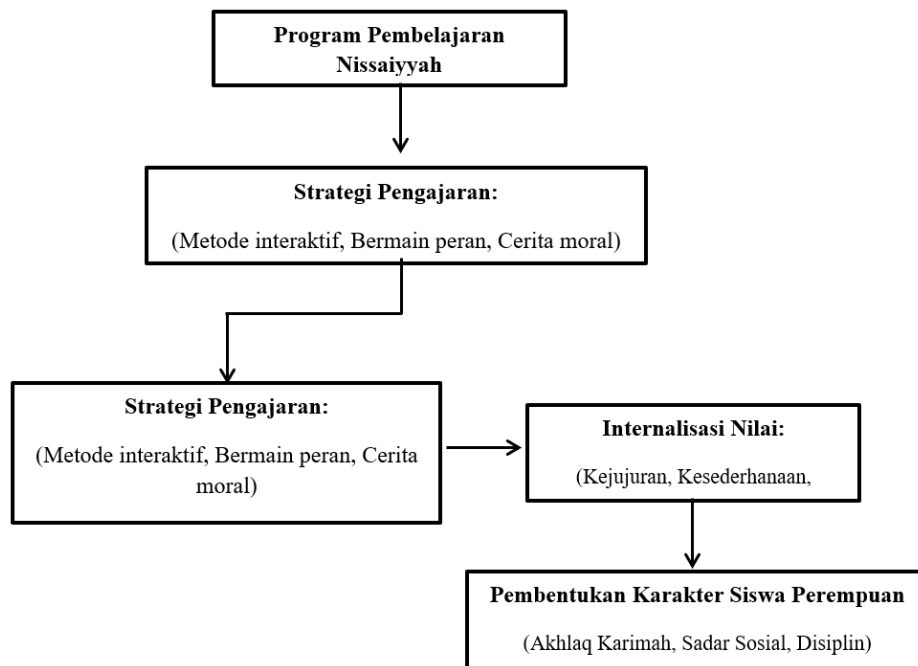 Program Pembelajaran
Nissaiyyah
Strategi Pengajaran:
(Metode interaktif, Bermain peran, Cerita moral)
Strategi Pengajaran:
(Metode interaktif, Bermain peran, Cerita
moral)
Internalisasi Nilai:
(Kejujuran, Kesederhanaan,
Pembentukan Karakter Siswa Perempuan
(Akhlaq Karimah, Sadar Sosial, Disiplin)